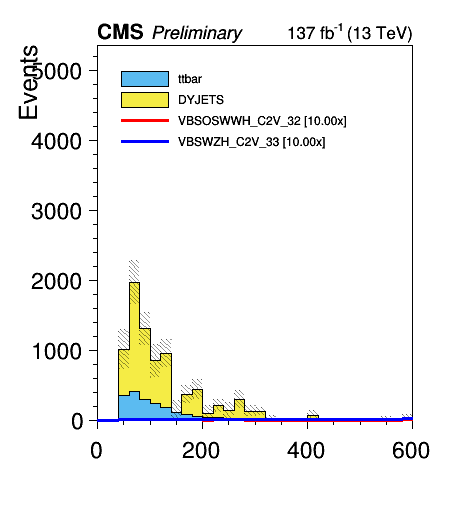 CMS Preliminary 137 fb-1 (13 TeV)
Events
5000
4000
3000
2000
1000
0
ttbar
DYJETS
VBSOSWWH_C2V_32 [10.00x]
VBSWZH_C2V_33 [10.00x]
0 200 400 600